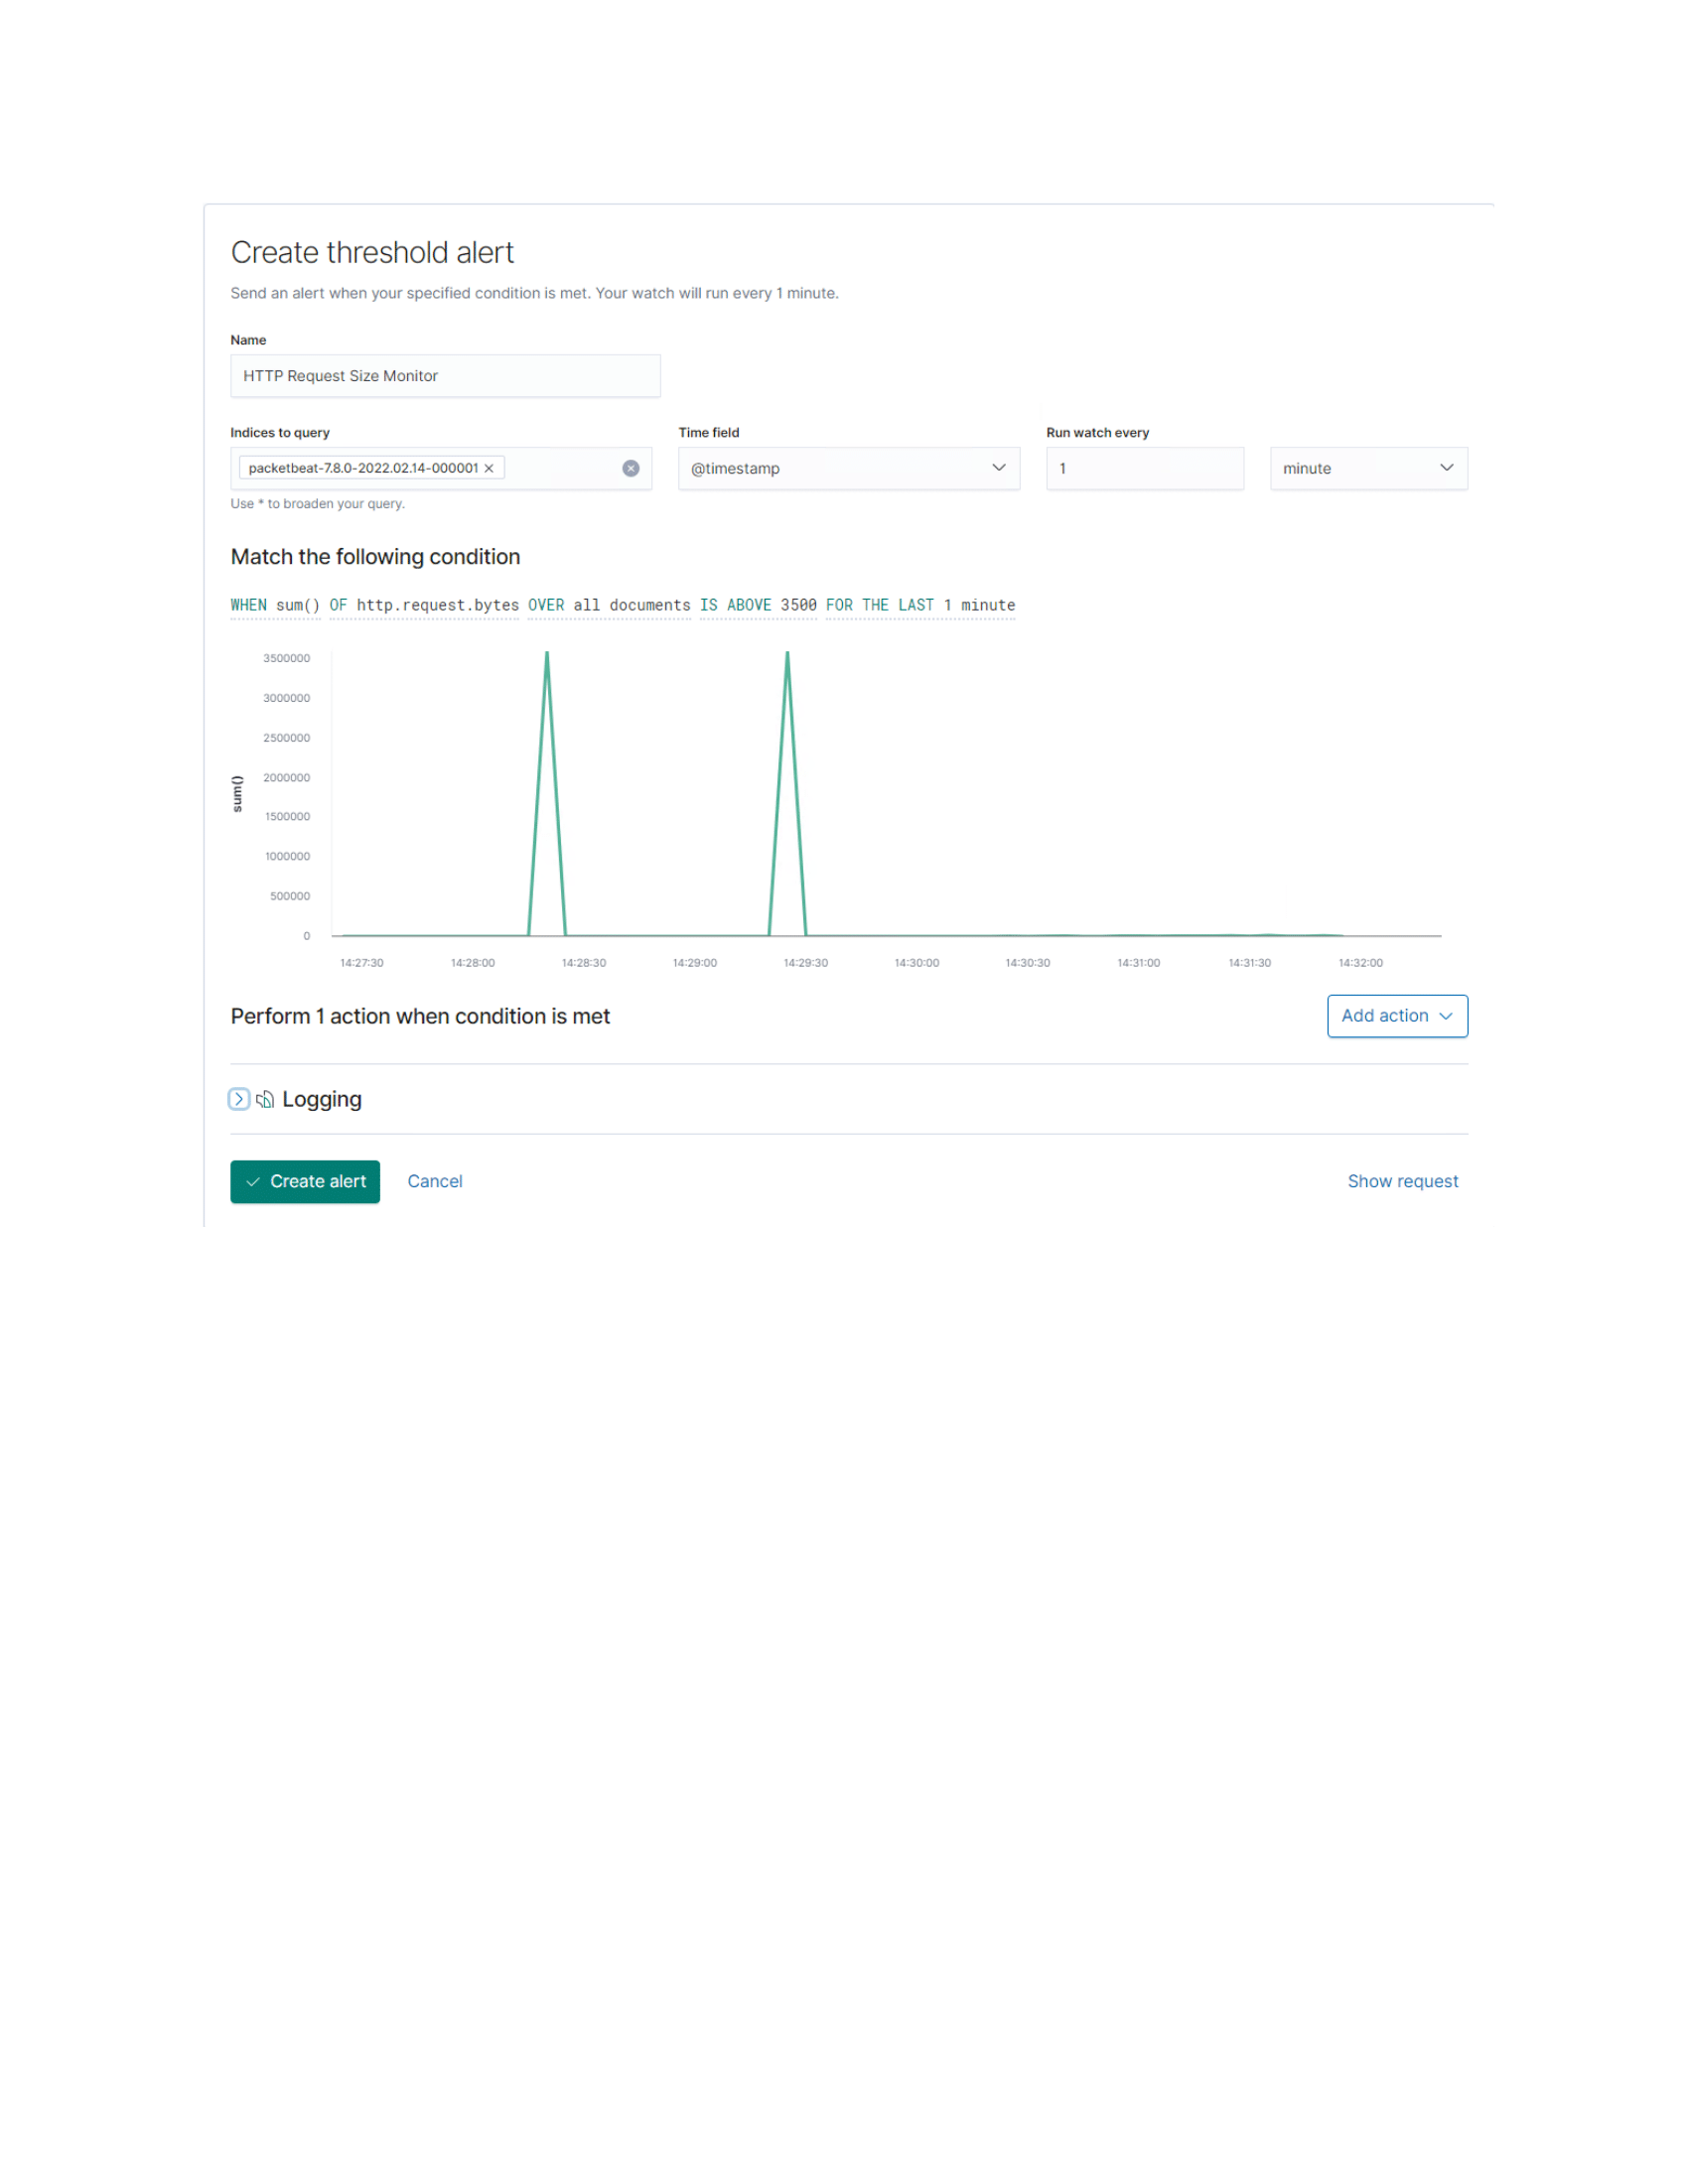 Create threshold alert
Send an alert when your specified condition is met. Your watch will run every 1 minute.
Name
HTTP Request Size Monitor
Indices to query
Time field
Run watch every
packetbeat-7.8.0-2022.02.14-000001
@timestamp
1
minute
Use * to broaden your query.
Match the following condition
WHEN sum() OF http.request.bytes OVER all documents IS ABOVE 3500 FOR THE LAST 1 minute
3500000
3000000
2500000
2000000
1500000
1000000
500000
0
sum()
14:27:30 14:28:00 14:28:30 14:29:00 14:29:30 14:30:00 14:30:30 14:31:00 14:31:30 14:32:00
Perform 1 action when condition is met
Add action
Logging
Create alert
Cancel
Show request